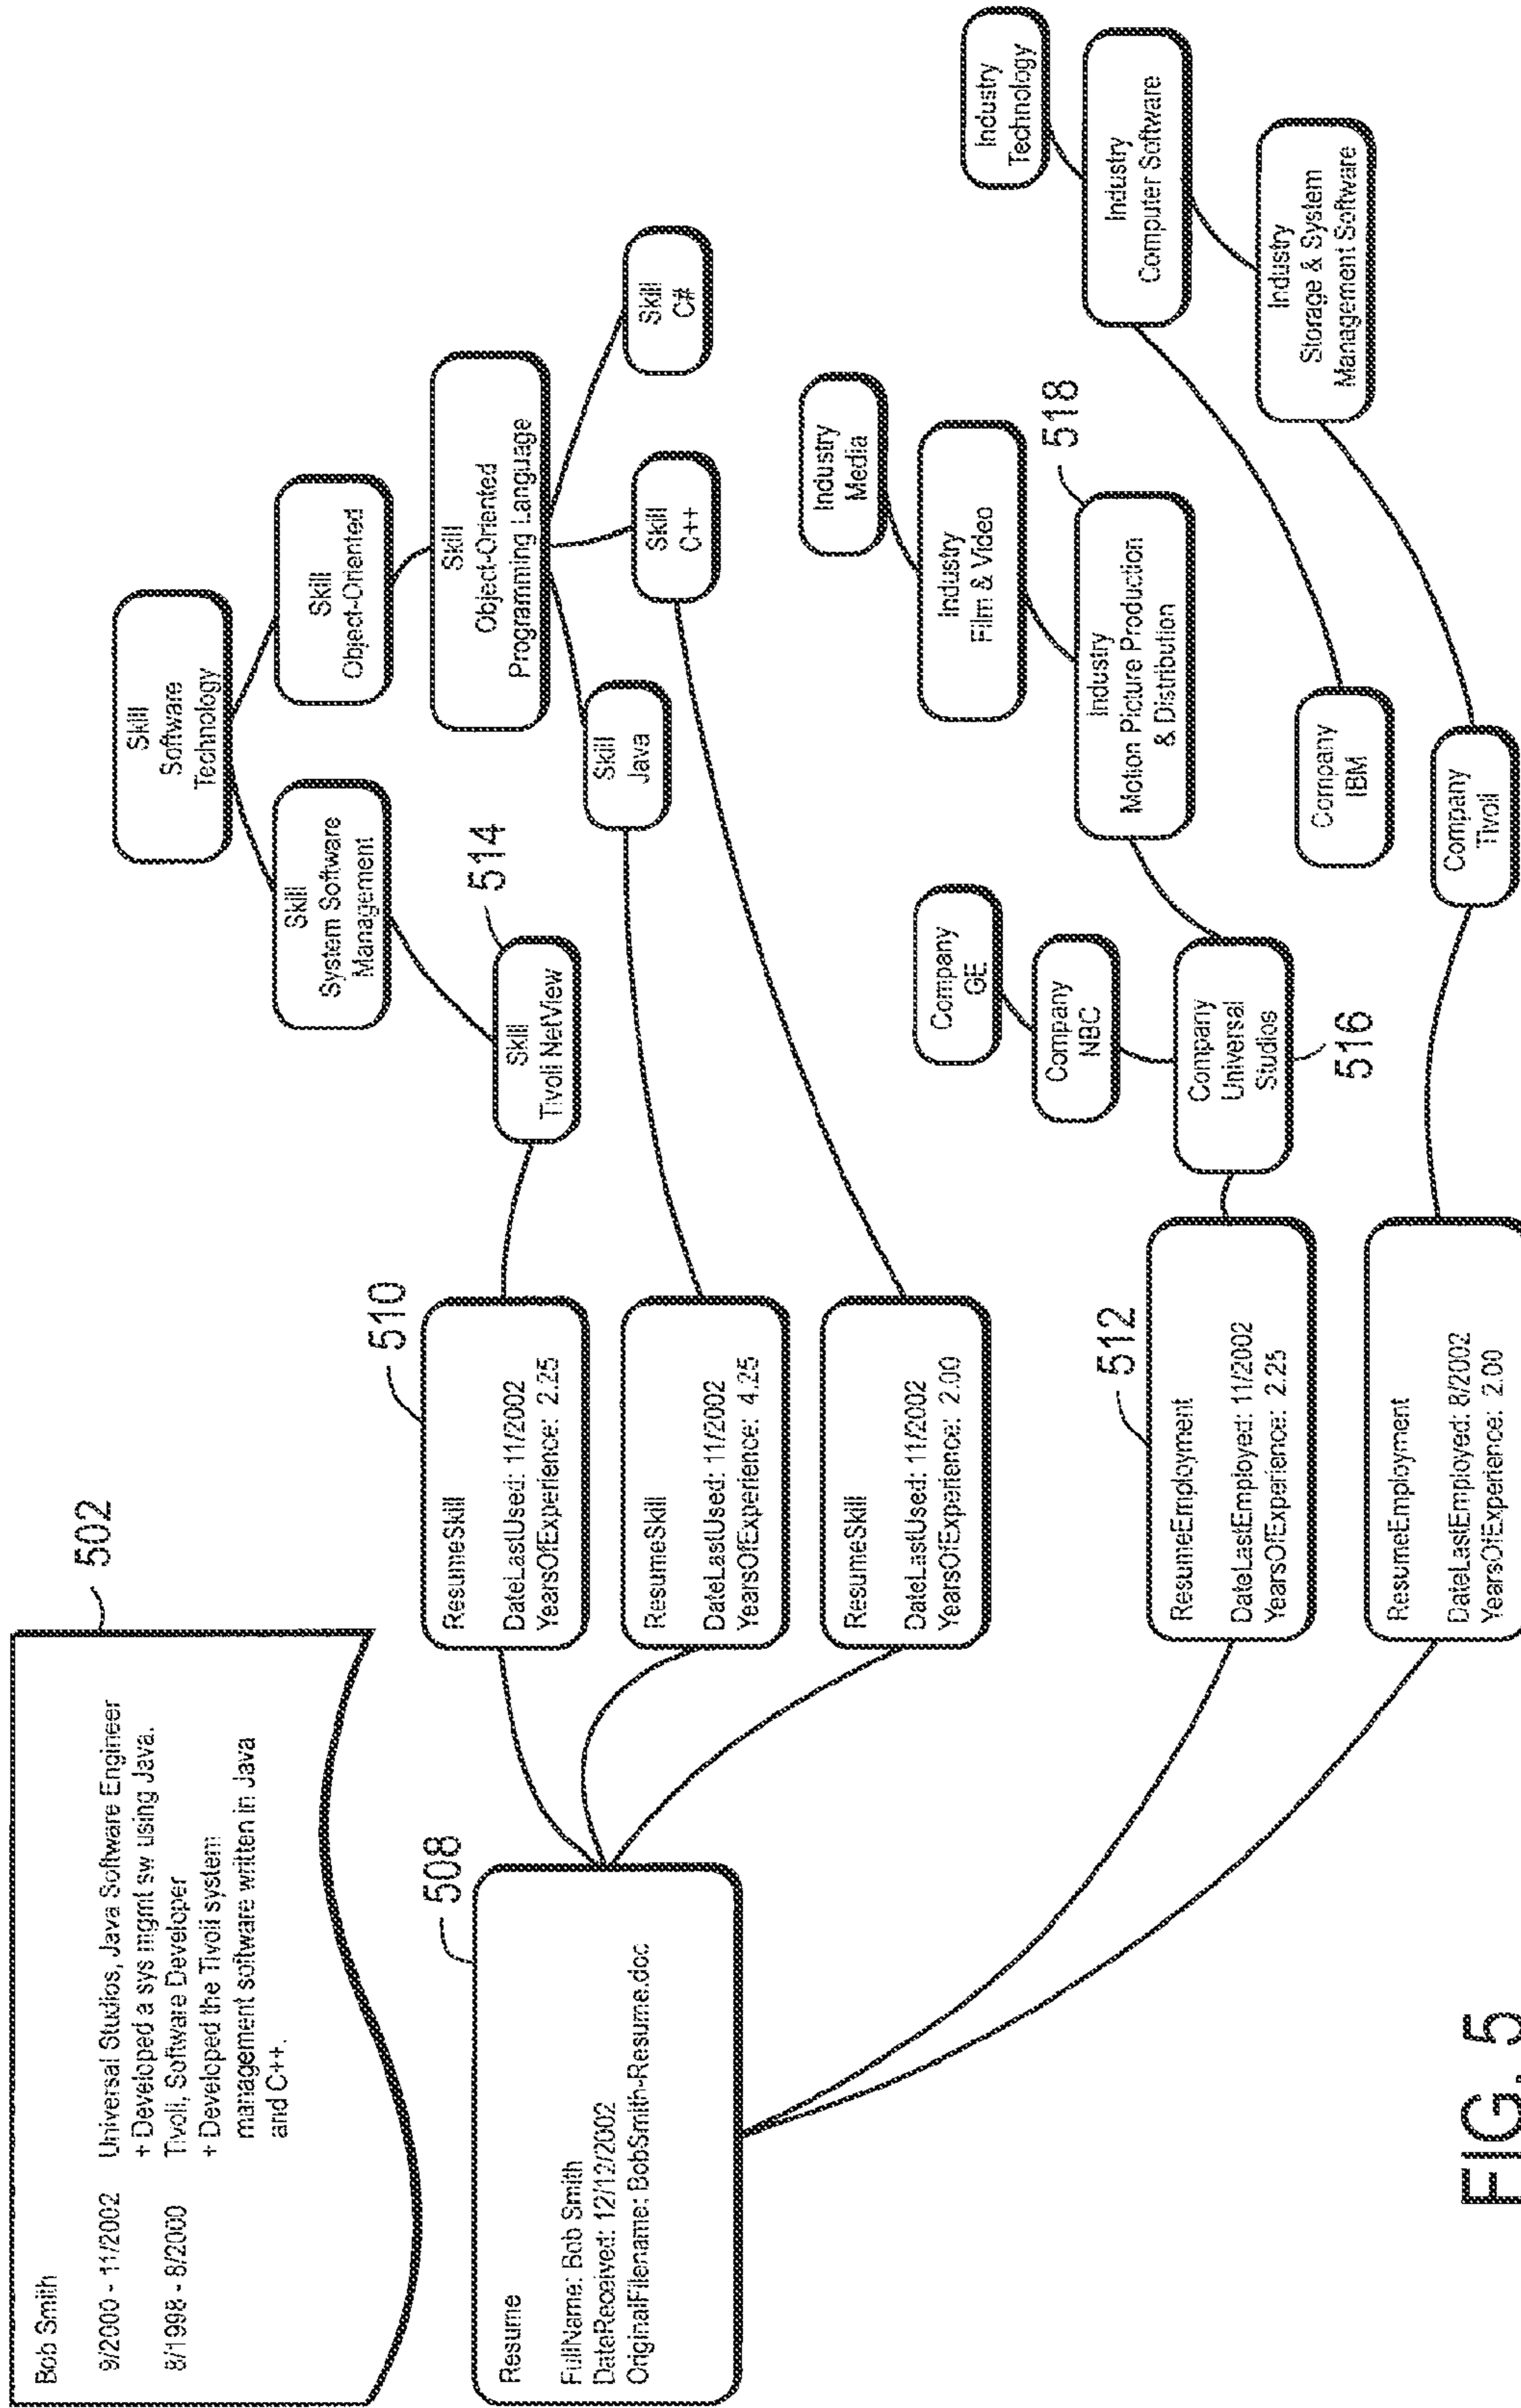 Bob Smith
9/2000 - 11/2002 Universal Studios, Java Software Engineer
+ Developed a sys mgmt sw using Java.
8/1998 - 8/2000 Tivoli, Software Developer
+ Developed the Tivoli system
management software written in Java
and C++.
502
508
Resume
FullName: Bob Smith
DateReceived: 12/12/2002
OriginalFilename: BobSmith-Resume.doc
510
ResumeSkill
DateLastUsed: 11/2002
YearsOfExperience: 2.25
ResumeSkill
DateLastUsed: 11/2002
YearsOfExperience: 4.25
ResumeSkill
DateLastUsed: 11/2002
YearsOfExperience: 2.00
512
ResumeEmployment
DateLastEmployed: 11/2002
YearsOfExperience: 2.25
ResumeEmployment
DateLastEmployed: 8/2002
YearsOfExperience: 2.00
Skill
Software
Technology
Skill
System Software
Management
Skill
Object-Oriented
514
Skill
Tivoli NetView
Skill
Object-Oriented
Programming Language
Skill
Java
Skill
C++
Skill
C#
Company
GE
Company
NBC
Company
Universal
Studios
516
Industry
Media
Industry
Film & Video
518
Industry
Motion Picture Production
& Distribution
Company
IBM
Company
Tivoli
Industry
Technology
Industry
Computer Software
Industry
Storage & System
Management Software
FIG. 5